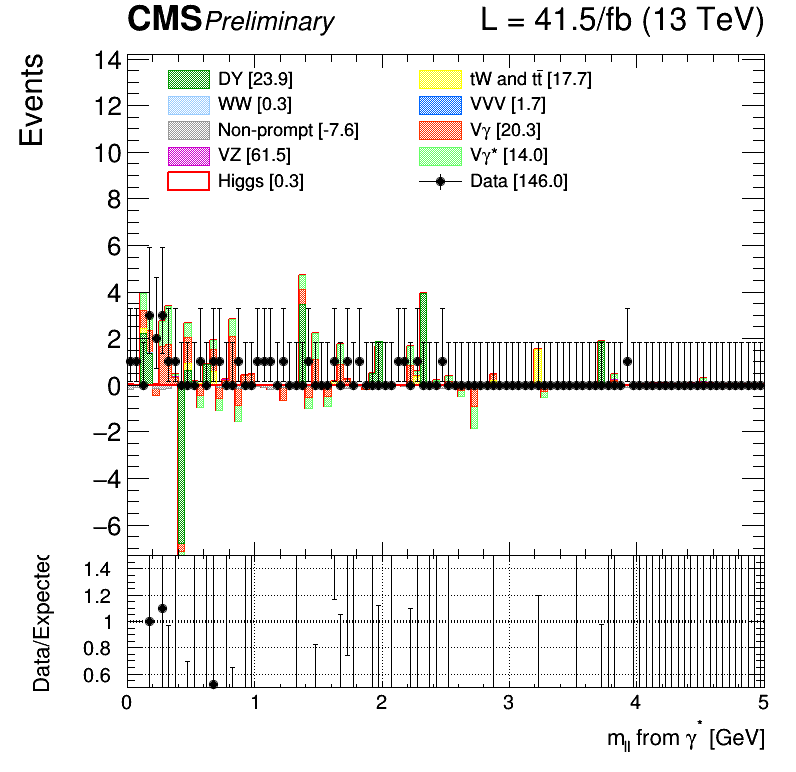 CMS Preliminary L = 41.5/fb (13 TeV)
Events
14
12
10
8
6
4
2
0
−2
−4
−6
DY [23.9]
WW [0.3]
Non-prompt [-7.6]
VZ [61.5]
Higgs [0.3]
tW and tt̄ [17.7]
VVV [1.7]
Vγ [20.3]
Vγ* [14.0]
Data [146.0]
Data/Expected
1.4
1.2
1
0.8
0.6
0 1 2 3 4 5
m_ll from γ* [GeV]